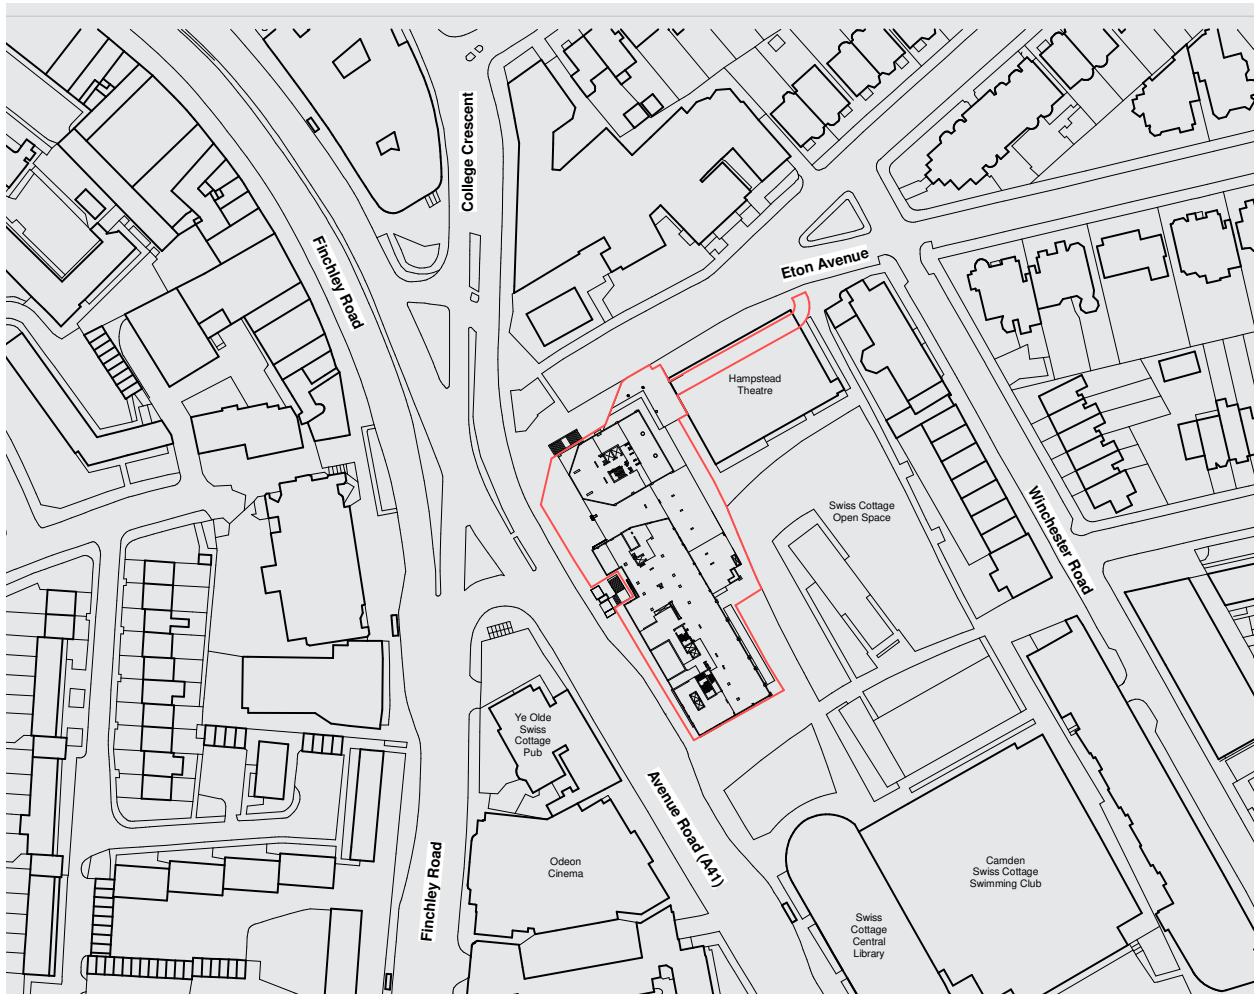 College Crescent
Finchley Road
Eton Avenue
Hampstead
Theatre
Swiss Cottage
Open Space
Winchester Road
Ye Olde
Swiss
Cottage
Pub
Avenue Road (A41)
Finchley Road
Odeon
Cinema
Camden
Swiss Cottage
Swimming Club
Swiss
Cottage
Central
Library